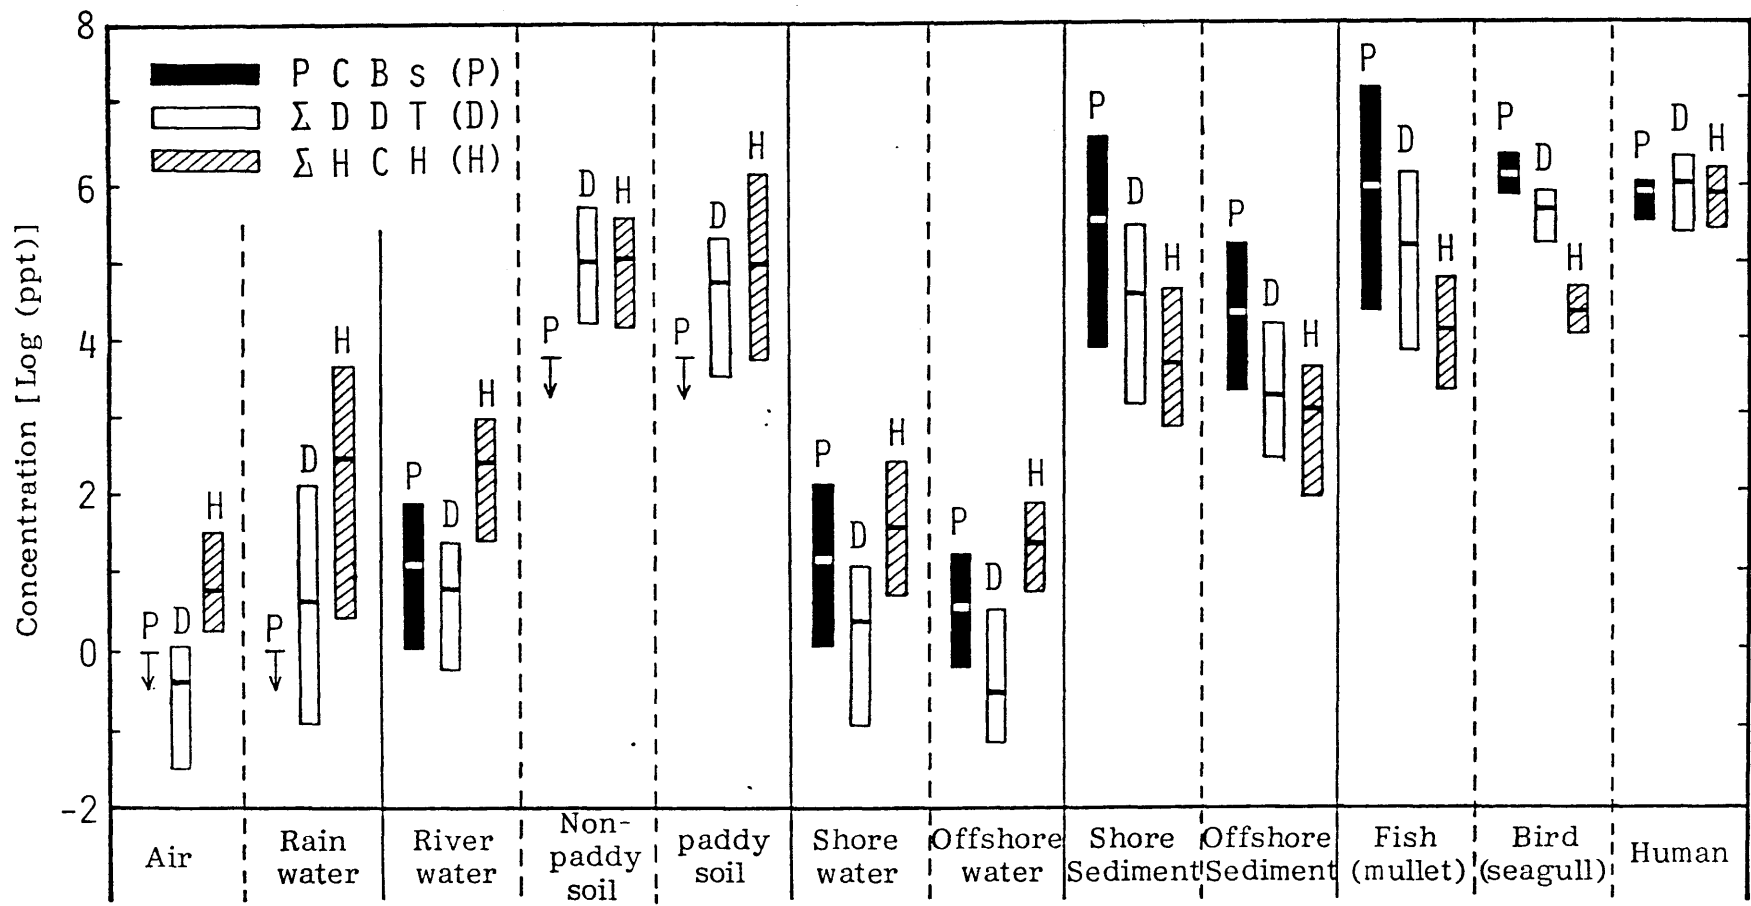 8
6
4
2
0
-2
Concentration [Log (ppt)]
P C B s (P)
Σ D D T (D)
Σ H C H (H)
P D H
P D H
P D H
P D H
P D H
P D H
P D H
P D H
P D H
P D H
P D H
P D H
Air
Rain
water
River
water
Non-
paddy
soil
paddy
soil
Shore
water
Offshore
water
Shore
Sediment
Offshore
Sediment
Fish
(mullet)
Bird
(seagull)
Human